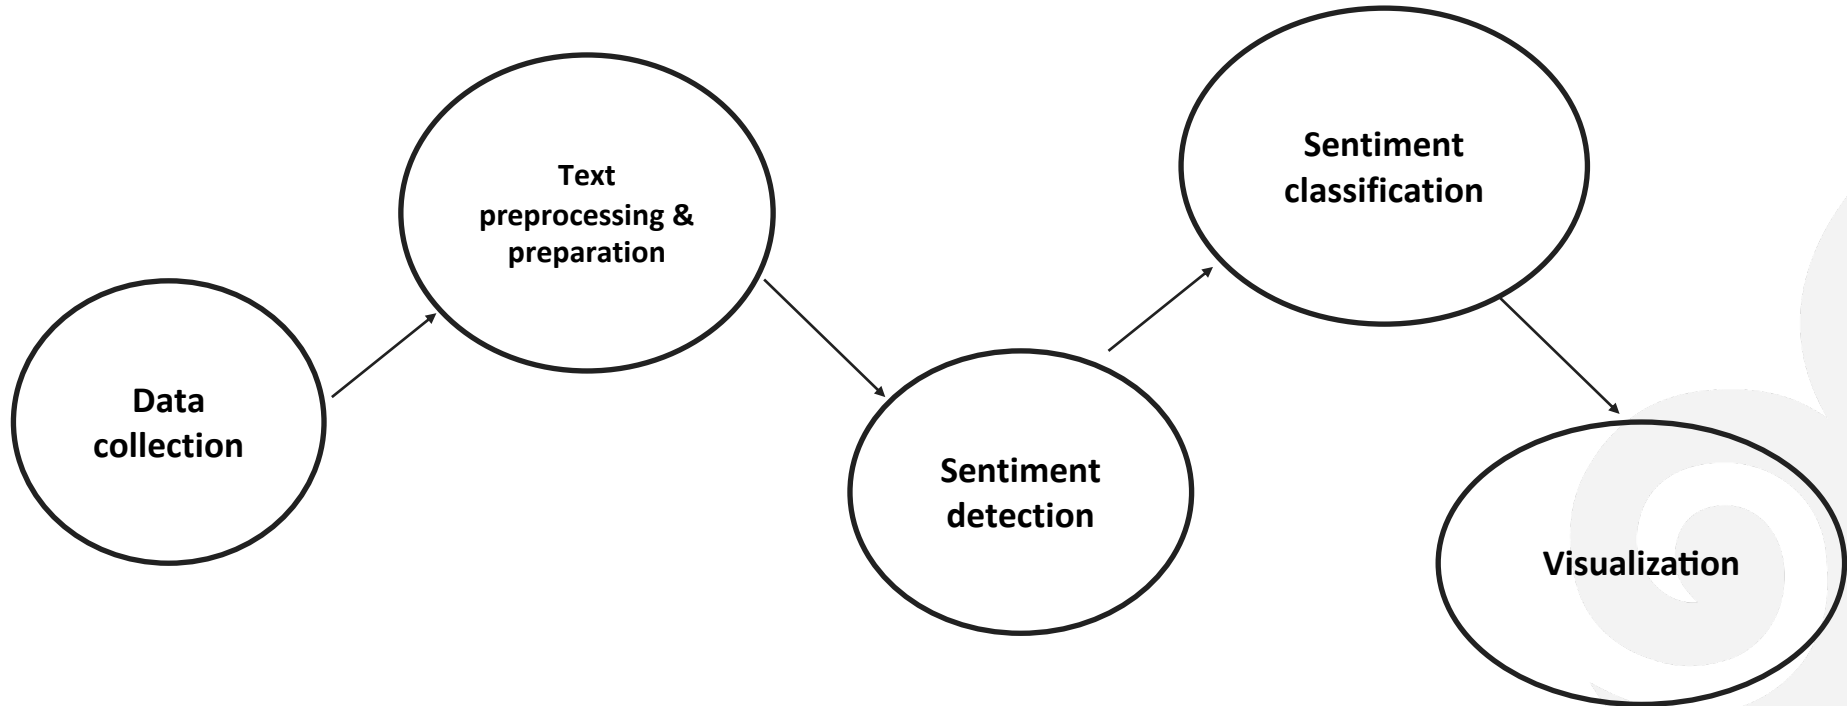 Data
collection
Text
preprocessing &
preparation
Sentiment
detection
Sentiment
classification
Visualization